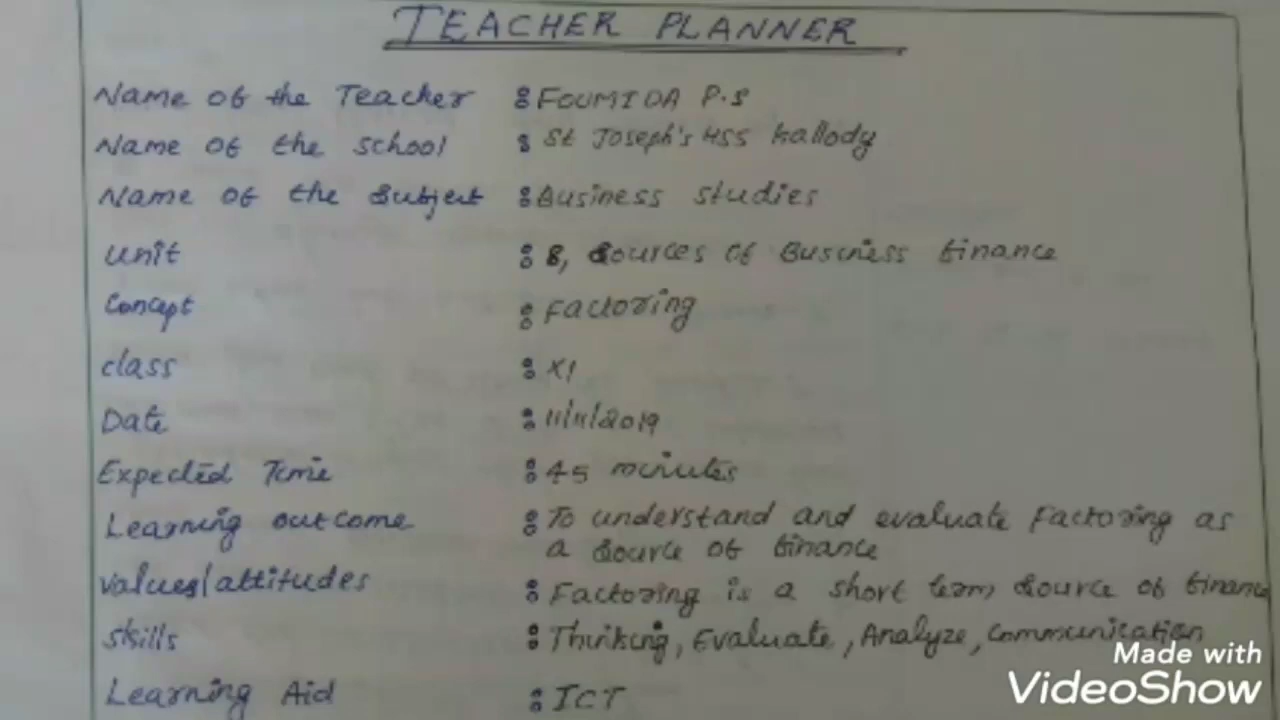 TEACHER PLANNER
Name of the Teacher : FOUMIDA P.S
Name of the school : St Joseph's HSS kallody
Name of the Subject : Business studies
Unit : 8, Sources of Business finance
Concept : Factoring
class : XI
Date : 11/11/2019
Expected Time : 45 minutes
Learning outcome : To understand and evaluate Factoring as
a source of finance
values/attitudes : Factoring is a short term source of finance
skills : Thinking, Evaluate, Analyze, Communication
Learning Aid : ICT
Made with
VideoShow